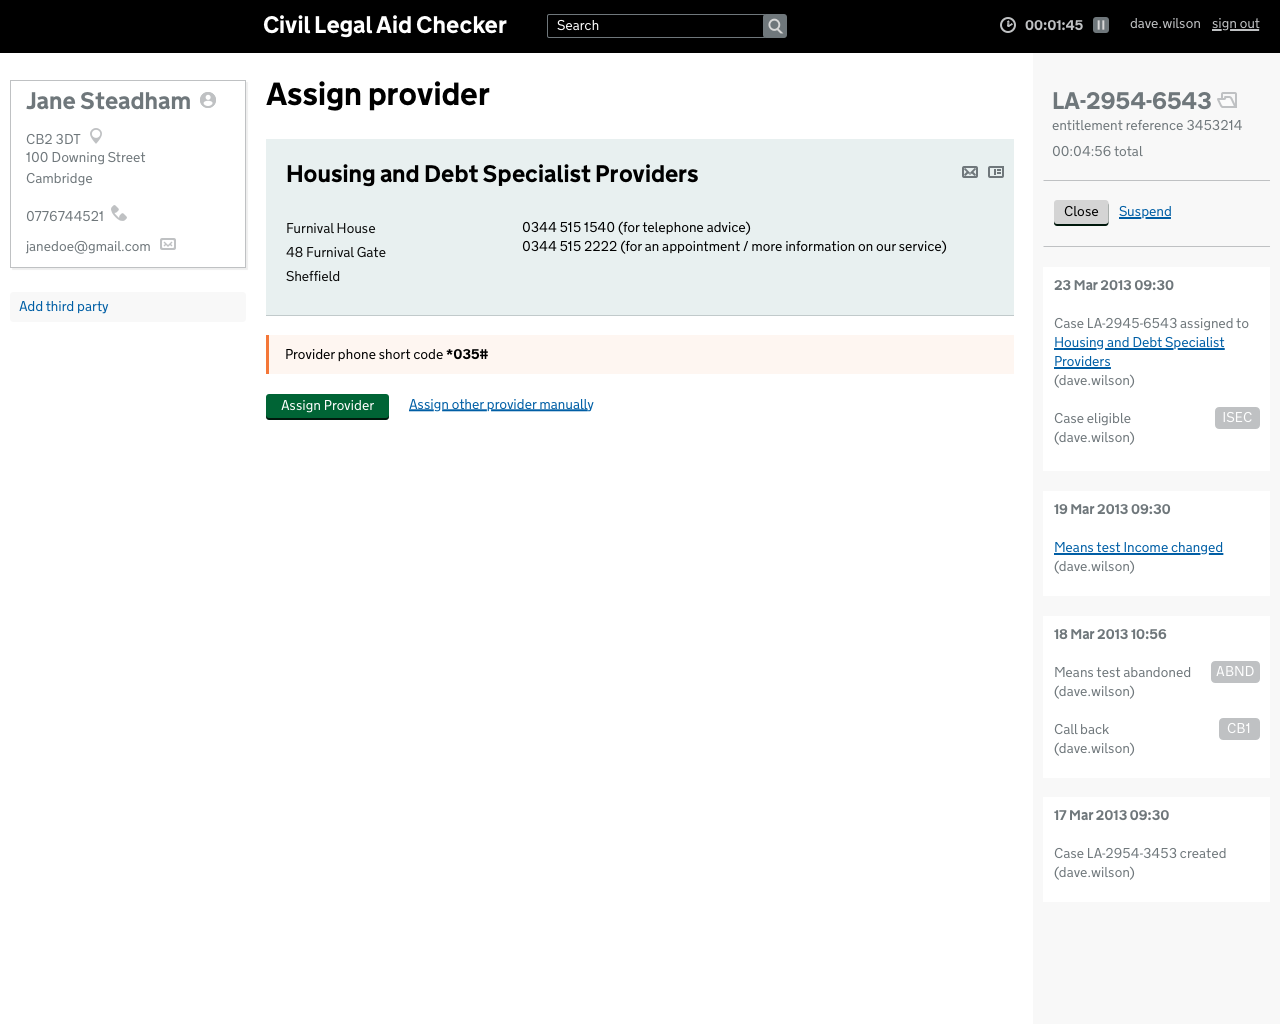 Civil Legal Aid Checker
Search
00:01:45
dave.wilson
sign out
Jane Steadham
CB2 3DT
100 Downing Street
Cambridge
0776744521
janedoe@gmail.com
Add third party
Assign provider
Housing and Debt Specialist Providers
Furnival House
48 Furnival Gate
Sheffield
0344 515 1540 (for telephone advice)
0344 515 2222 (for an appointment / more information on our service)
Provider phone short code *035#
Assign Provider
Assign other provider manually
LA-2954-6543
entitlement reference 3453214
00:04:56 total
Close
Suspend
23 Mar 2013 09:30
Case LA-2945-6543 assigned to
Housing and Debt Specialist
Providers
(dave.wilson)
Case eligible
ISEC
(dave.wilson)
19 Mar 2013 09:30
Means test Income changed
(dave.wilson)
18 Mar 2013 10:56
Means test abandoned
ABND
(dave.wilson)
Call back
CB1
(dave.wilson)
17 Mar 2013 09:30
Case LA-2954-3453 created
(dave.wilson)